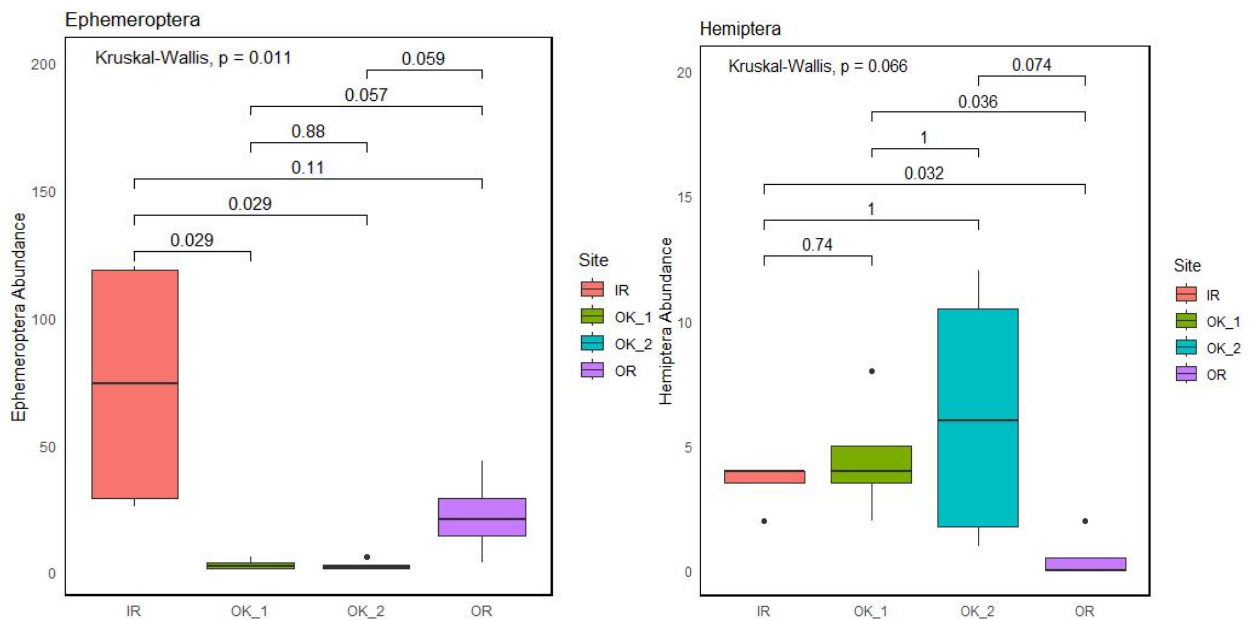 Ephemeroptera
Kruskal-Wallis, p = 0.011
0.059
0.057
0.88
0.11
0.029
0.029
200
150
100
50
0
Ephemeroptera Abundance
IR
OK_1
OK_2
OR
Site
IR
OK_1
OK_2
OR
Hemiptera
Kruskal-Wallis, p = 0.066
0.074
0.036
1
0.032
1
0.74
20
15
10
5
0
Hemiptera Abundance
IR
OK_1
OK_2
OR
Site
IR
OK_1
OK_2
OR